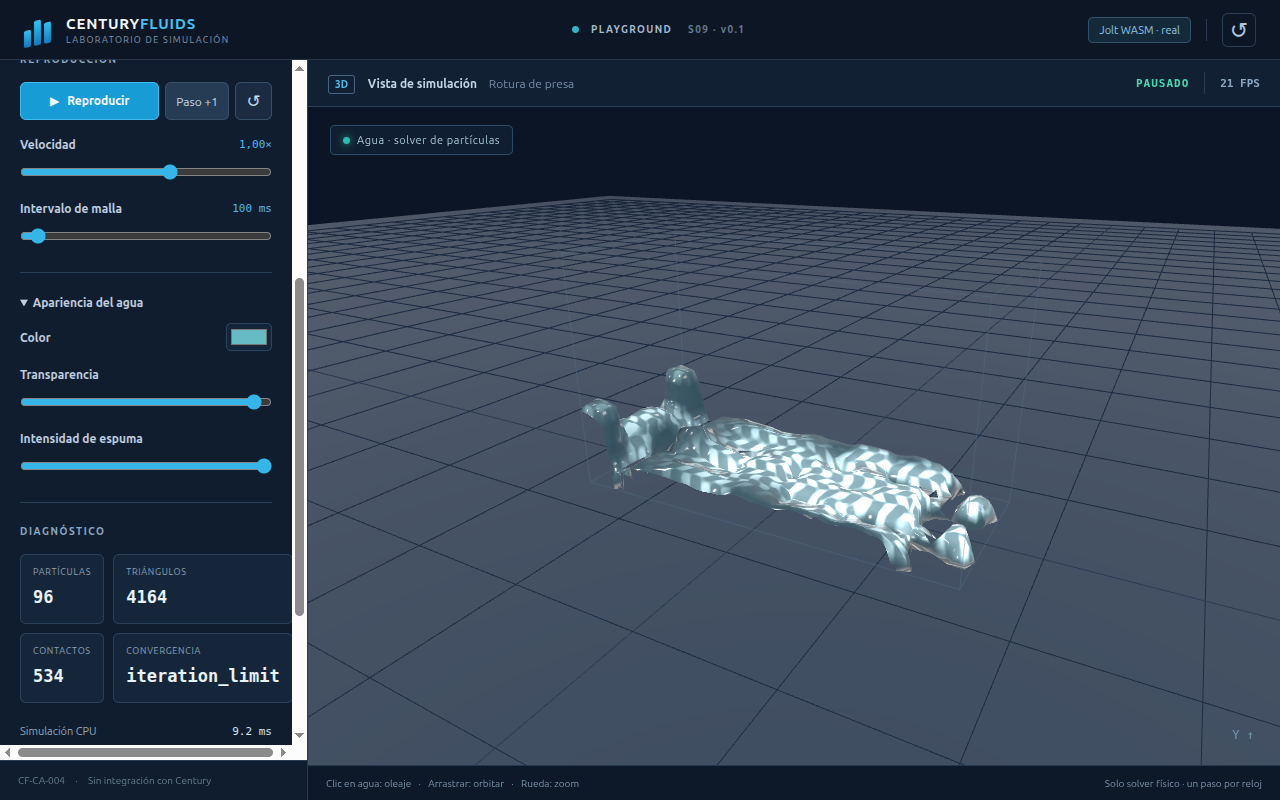 CENTURYFLUIDS
LABORATORIO DE SIMULACIÓN
PLAYGROUND S09 · v0.1
Jolt WASM · real
↺
REPRODUCCIÓN
▶ Reproducir
Paso +1
↺
Velocidad 1,00×
Intervalo de malla 100 ms
▼ Apariencia del agua
Color
Transparencia
Intensidad de espuma
DIAGNÓSTICO
PARTÍCULAS
96
TRIÁNGULOS
4164
CONTACTOS
534
CONVERGENCIA
iteration_limit
Simulación CPU 9.2 ms
CF-CA-004 · Sin integración con Century
3D Vista de simulación Rotura de presa
PAUSADO 21 FPS
Agua · solver de partículas
Y ↑
Clic en agua: oleaje · Arrastrar: orbitar · Rueda: zoom
Solo solver físico · un paso por reloj